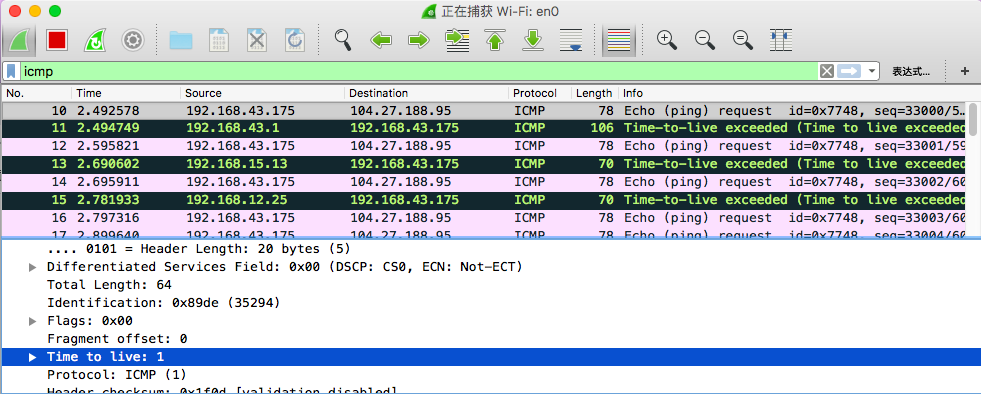 正在捕获 Wi-Fi: en0
icmp 表达式… +
No. Time Source Destination Protocol Length Info
10 2.492578 192.168.43.175 104.27.188.95 ICMP 78 Echo (ping) request id=0x7748, seq=33000/5…
11 2.494749 192.168.43.1 192.168.43.175 ICMP 106 Time-to-live exceeded (Time to live exceeded
12 2.595821 192.168.43.175 104.27.188.95 ICMP 78 Echo (ping) request id=0x7748, seq=33001/59
13 2.690602 192.168.15.13 192.168.43.175 ICMP 70 Time-to-live exceeded (Time to live exceeded
14 2.695911 192.168.43.175 104.27.188.95 ICMP 78 Echo (ping) request id=0x7748, seq=33002/60
15 2.781933 192.168.12.25 192.168.43.175 ICMP 70 Time-to-live exceeded (Time to live exceeded
16 2.797316 192.168.43.175 104.27.188.95 ICMP 78 Echo (ping) request id=0x7748, seq=33003/60
17 2.899640 192.168.43.175 104.27.188.95 ICMP 78 Echo (ping) request id=0x7748, seq=33004/60
.... 0101 = Header Length: 20 bytes (5)
Differentiated Services Field: 0x00 (DSCP: CS0, ECN: Not-ECT)
Total Length: 64
Identification: 0x89de (35294)
Flags: 0x00
Fragment offset: 0
Time to live: 1
Protocol: ICMP (1)
Header checksum: 0x1f0d [validation disabled]